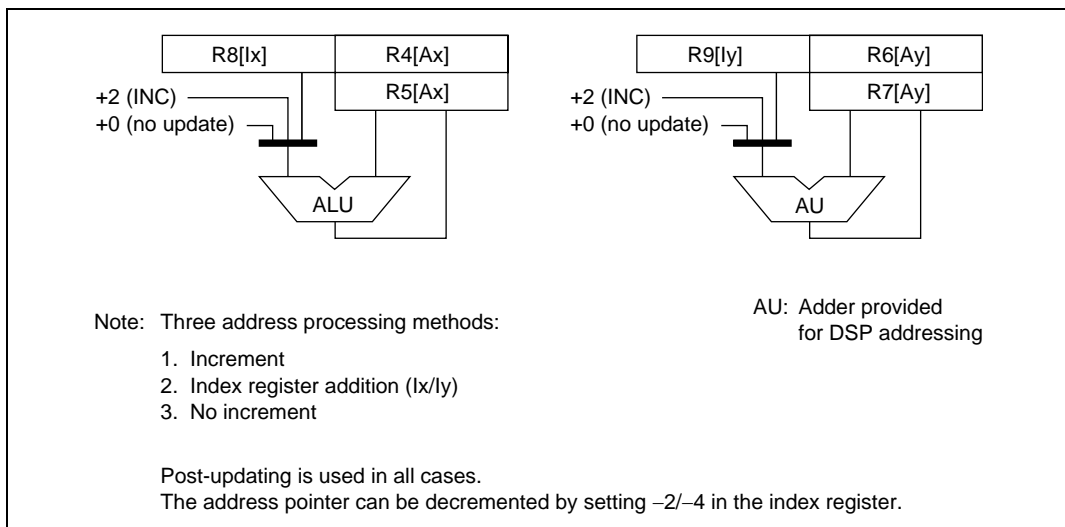 R8[Ix] R4[Ax]
R5[Ax]
+2 (INC)
+0 (no update)
ALU
R9[Iy] R6[Ay]
R7[Ay]
+2 (INC)
+0 (no update)
AU
AU: Adder provided
for DSP addressing
Note: Three address processing methods:
1. Increment
2. Index register addition (Ix/Iy)
3. No increment
Post-updating is used in all cases.
The address pointer can be decremented by setting −2/−4 in the index register.